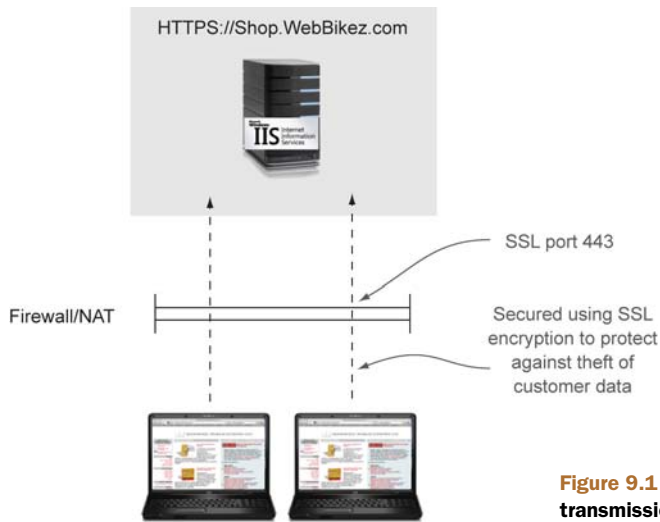 HTTPS://Shop.WebBikez.com
IIS Internet
Information
Services
SSL port 443
Firewall/NAT
Secured using SSL
encryption to protect
against theft of
customer data
Figure 9.1